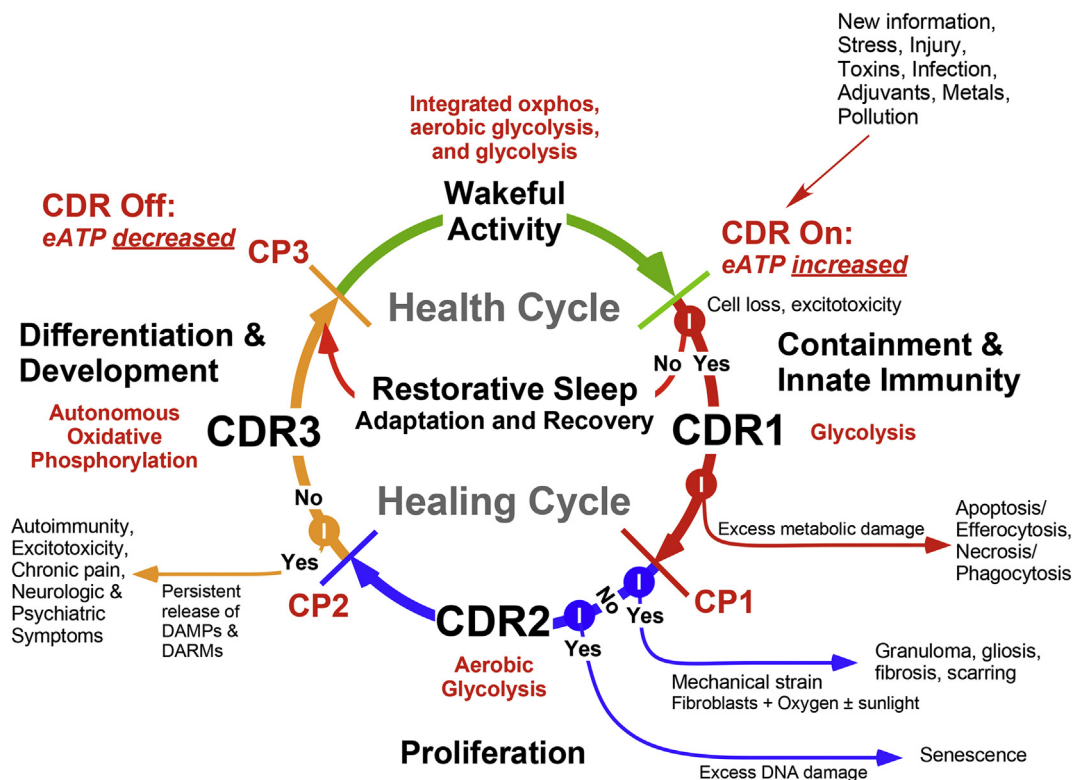 New information,
Stress, Injury,
Toxins, Infection,
Adjuvants, Metals,
Pollution
Integrated oxphos,
aerobic glycolysis,
and glycolysis
Wakeful
Activity
CDR Off:
eATP decreased
CP3
CDR On:
eATP increased
Health Cycle
I
Cell loss, excitotoxicity
No
Yes
Differentiation &
Development
Containment &
Innate Immunity
Restorative Sleep
Adaptation and Recovery
Autonomous
Oxidative
Phosphorylation
CDR3
CDR1
Glycolysis
Healing Cycle
I
Excess metabolic damage
Apoptosis/
Efferocytosis,
Necrosis/
Phagocytosis
No
I
Yes
Autoimmunity,
Excitotoxicity,
Chronic pain,
Neurologic &
Psychiatric
Symptoms
Persistent
release of
DAMPs &
DARMs
CP2
CP1
I
No
Yes
I
Yes
CDR2
Aerobic
Glycolysis
Granuloma, gliosis,
fibrosis, scarring
Mechanical strain
Fibroblasts + Oxygen ± sunlight
Proliferation
Senescence
Excess DNA damage